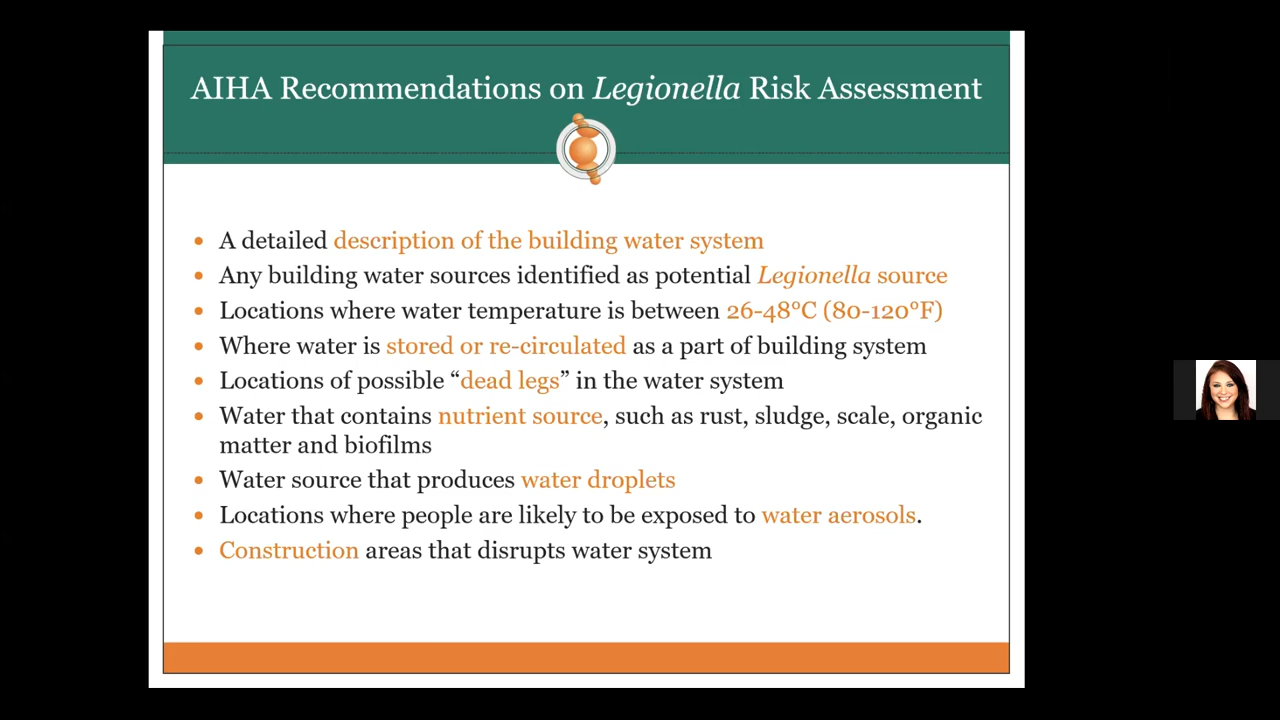 AIHA Recommendations on Legionella Risk Assessment
• A detailed description of the building water system
• Any building water sources identified as potential Legionella source
• Locations where water temperature is between 26-48°C (80-120°F)
• Where water is stored or re-circulated as a part of building system
• Locations of possible “dead legs” in the water system
• Water that contains nutrient source, such as rust, sludge, scale, organic
matter and biofilms
• Water source that produces water droplets
• Locations where people are likely to be exposed to water aerosols.
• Construction areas that disrupts water system